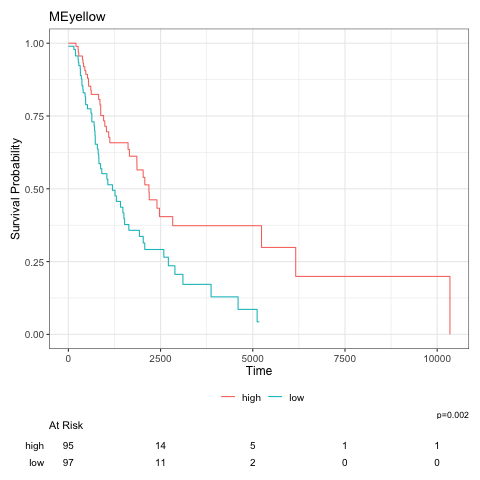 MEyellow
1.00
0.75
0.50
0.25
0.00
Survival Probability
0 2500 5000 7500 10000
Time
high low
p=0.002
At Risk
high 95 14 5 1 1
low 97 11 2 0 0